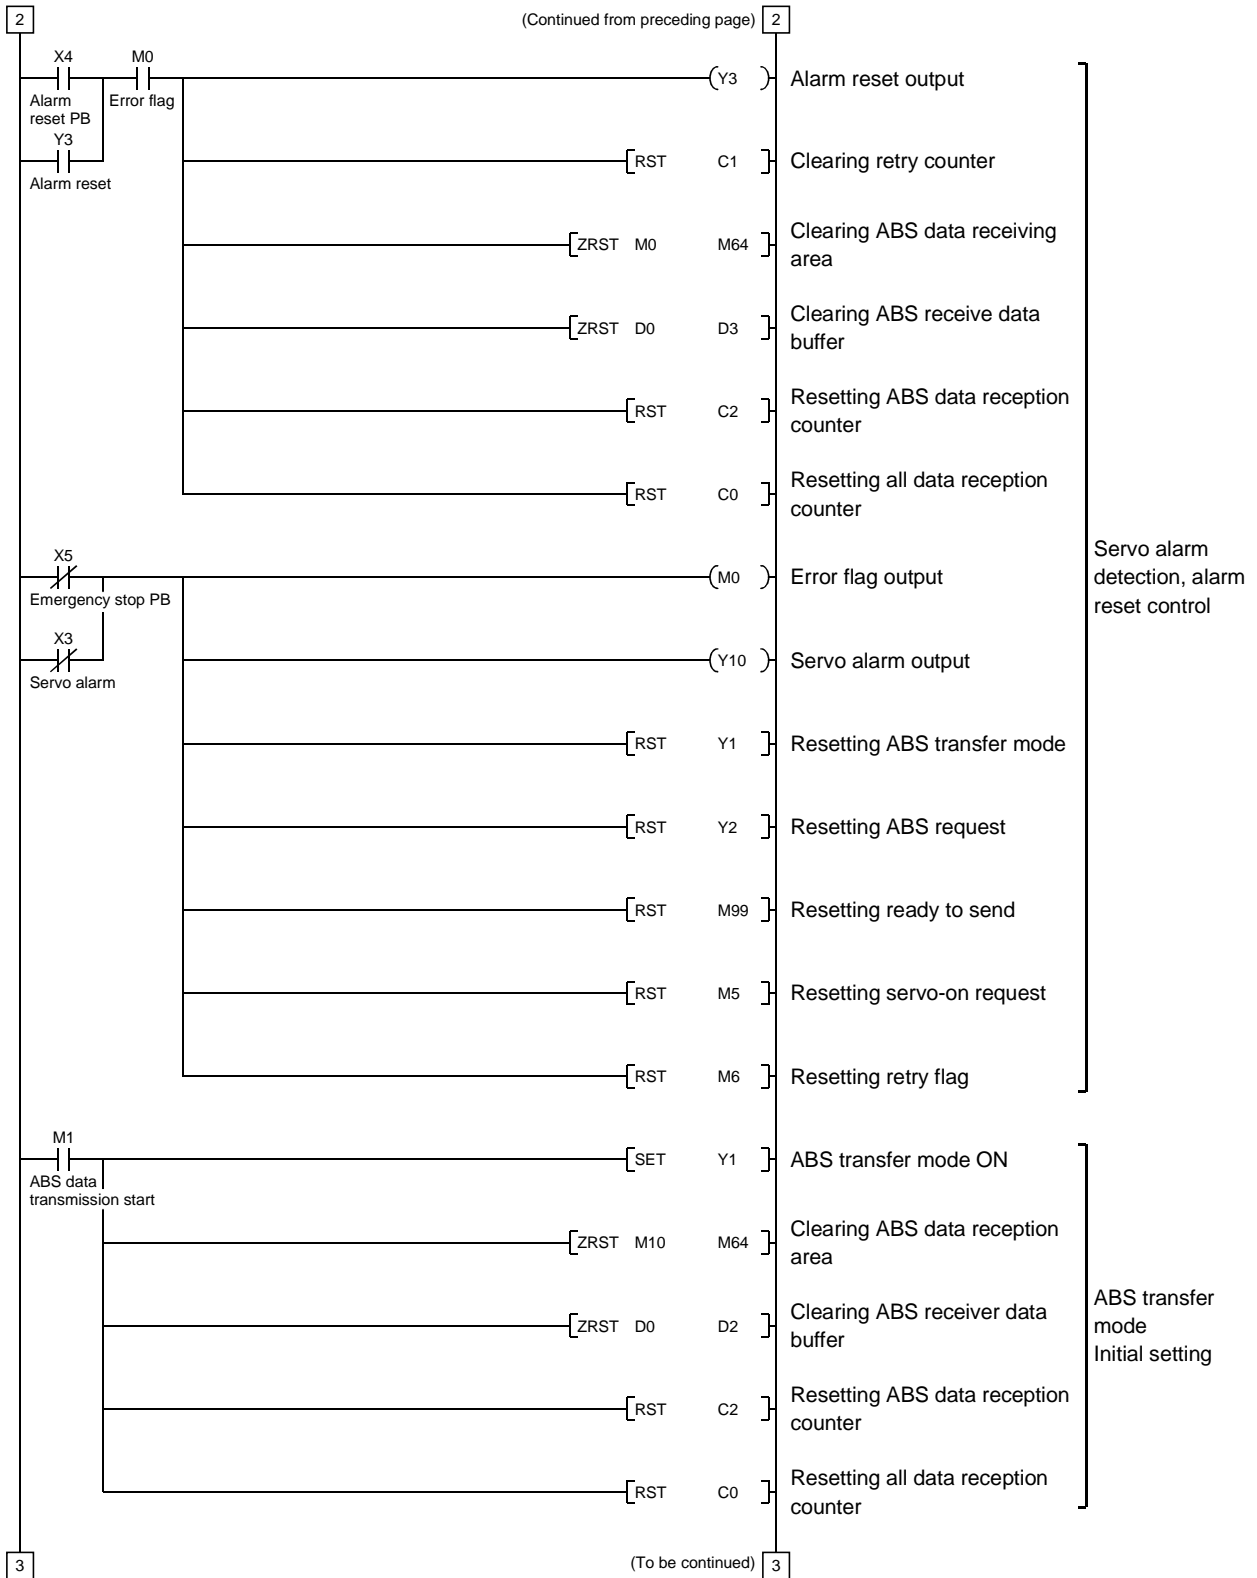 2 (Continued from preceding page) 2
X4 M0
Y3 Alarm reset output
Alarm
reset PB
Error flag
Y3
Alarm reset
RST C1 Clearing retry counter
ZRST M0 M64 Clearing ABS data receiving
area
ZRST D0 D3 Clearing ABS receive data
buffer
RST C2 Resetting ABS data reception
counter
RST C0 Resetting all data reception
counter
X5
Emergency stop PB
M0 Error flag output
X3
Servo alarm
Y10 Servo alarm output
RST Y1 Resetting ABS transfer mode
RST Y2 Resetting ABS request
RST M99 Resetting ready to send
RST M5 Resetting servo-on request
RST M6 Resetting retry flag
Servo alarm
detection, alarm
reset control
M1
ABS data
transmission start
SET Y1 ABS transfer mode ON
ZRST M10 M64 Clearing ABS data reception
area
ZRST D0 D2 Clearing ABS receiver data
buffer
RST C2 Resetting ABS data reception
counter
RST C0 Resetting all data reception
counter
ABS transfer
mode
Initial setting
3 (To be continued) 3